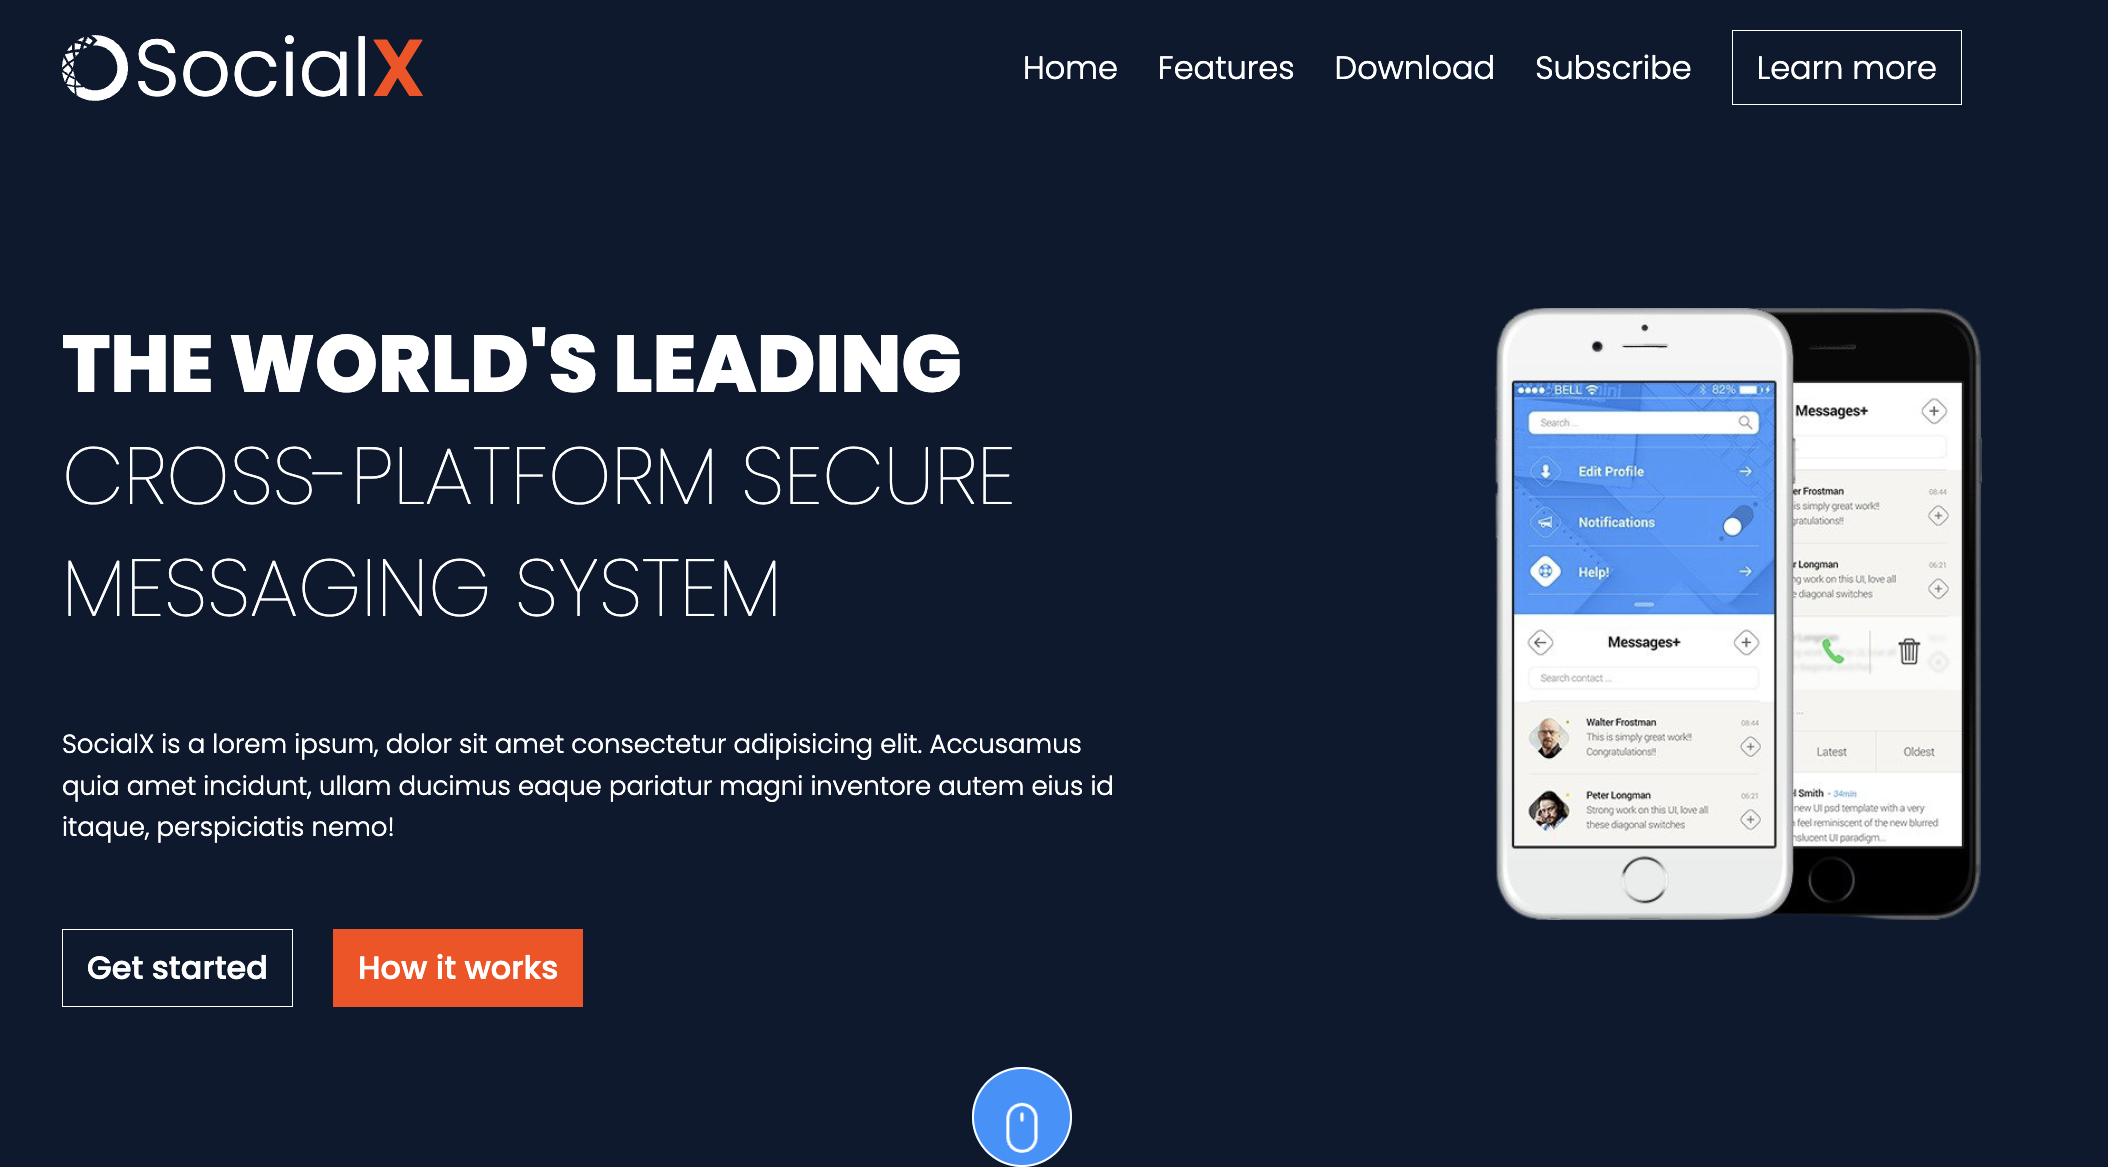 SocialX
Home Features Download Subscribe Learn more
THE WORLD'S LEADING
CROSS-PLATFORM SECURE
MESSAGING SYSTEM
SocialX is a lorem ipsum, dolor sit amet consectetur adipisicing elit. Accusamus
quia amet incidunt, ullam ducimus eaque pariatur magni inventore autem eius id
itaque, perspiciatis nemo!
Get started
How it works
BELL 82%
Search ...
Edit Profile
Notifications
Help!
Messages+
Search contact ...
Walter Frostman 08:44
This is simply great work!!
Congratulations!!
Peter Longman 06:21
Strong work on this UI, love all
these diagonal switches
Messages+
er Frostman 08:44
is simply great work!!
gratulations!!
r Longman 06:21
ng work on this UI, love all
e diagonal switches
Latest Oldest
l Smith - 34min
new UI psd template with a very
feel reminiscent of the new blurred
nslucent UI paradigm...